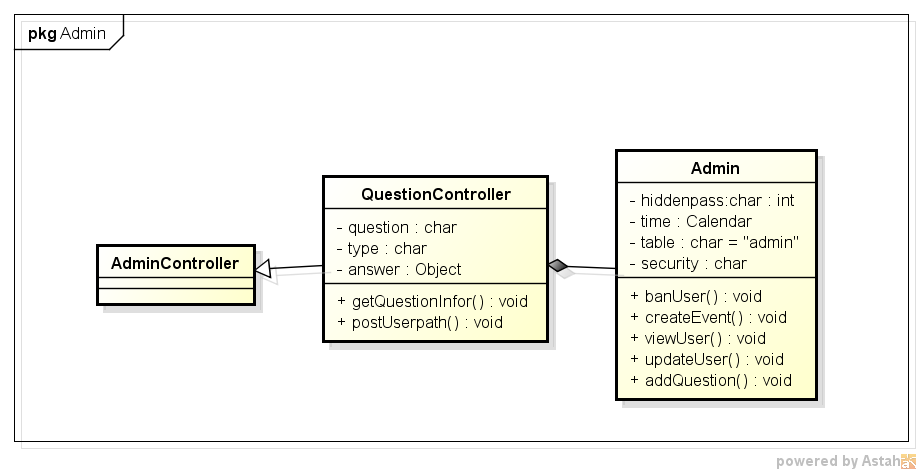 pkg Admin
AdminController
QuestionController
- question : char
- type : char
- answer : Object
+ getQuestionInfor() : void
+ postUserpath() : void
Admin
- hiddenpass:char : int
- time : Calendar
- table : char = "admin"
- security : char
+ banUser() : void
+ createEvent() : void
+ viewUser() : void
+ updateUser() : void
+ addQuestion() : void
powered by Astah